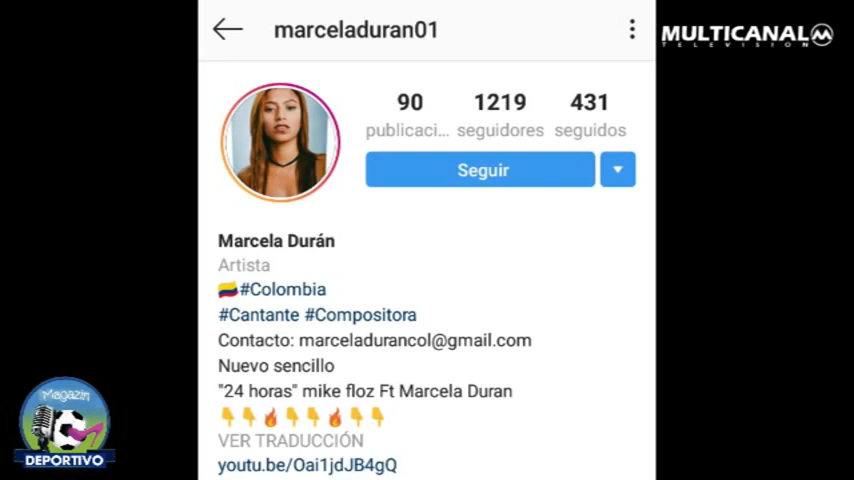 marceladuran01
MULTICANAL
TELEVISION
90 1219 431
publicaci... seguidores seguidos
Seguir
Marcela Durán
Artista
#Colombia
#Cantante #Compositora
Contacto: marceladurancol@gmail.com
Nuevo sencillo
"24 horas" mike floz Ft Marcela Duran
VER TRADUCCIÓN
youtu.be/Oai1jdJB4gQ
Magazín
DEPORTIVO